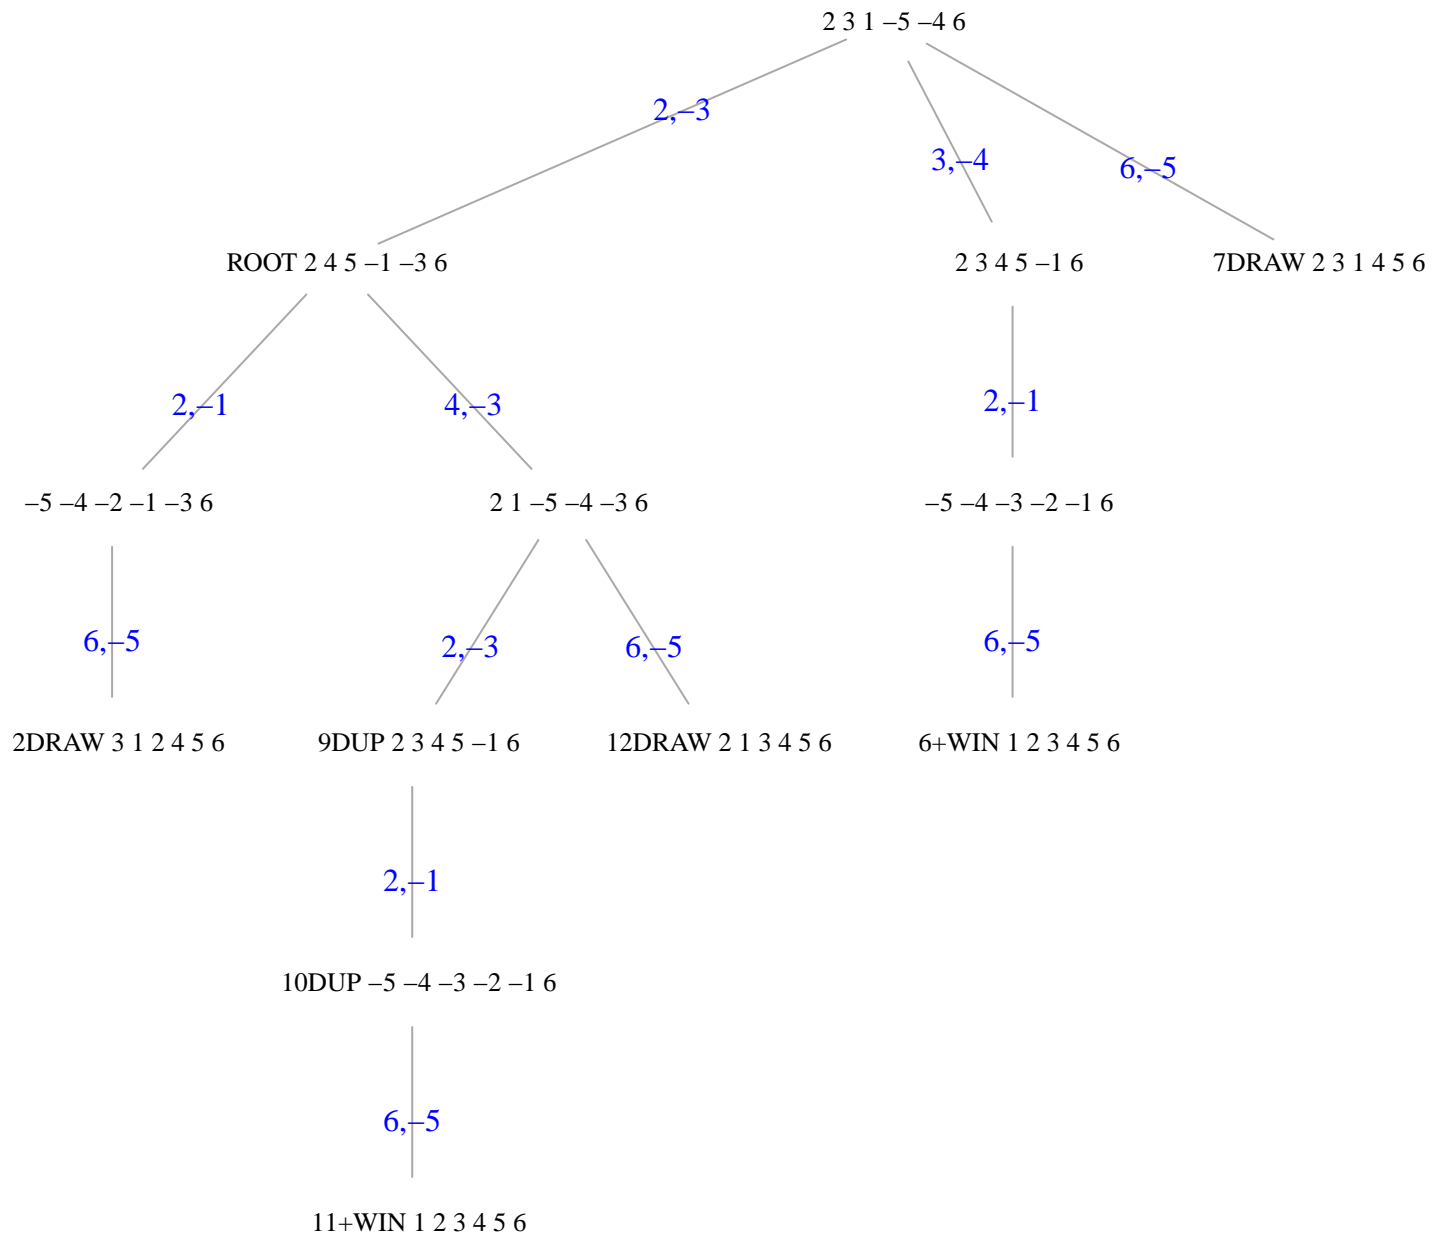 2 3 1 –5 –4 6
2,–3
3,–4
6,–5
ROOT 2 4 5 –1 –3 6
2 3 4 5 –1 6
7DRAW 2 3 1 4 5 6
2,–1
4,–3
2,–1
–5 –4 –2 –1 –3 6
2 1 –5 –4 –3 6
–5 –4 –3 –2 –1 6
6,–5
2,–3
6,–5
6,–5
2DRAW 3 1 2 4 5 6
9DUP 2 3 4 5 –1 6
12DRAW 2 1 3 4 5 6
6+WIN 1 2 3 4 5 6
2,–1
10DUP –5 –4 –3 –2 –1 6
6,–5
11+WIN 1 2 3 4 5 6